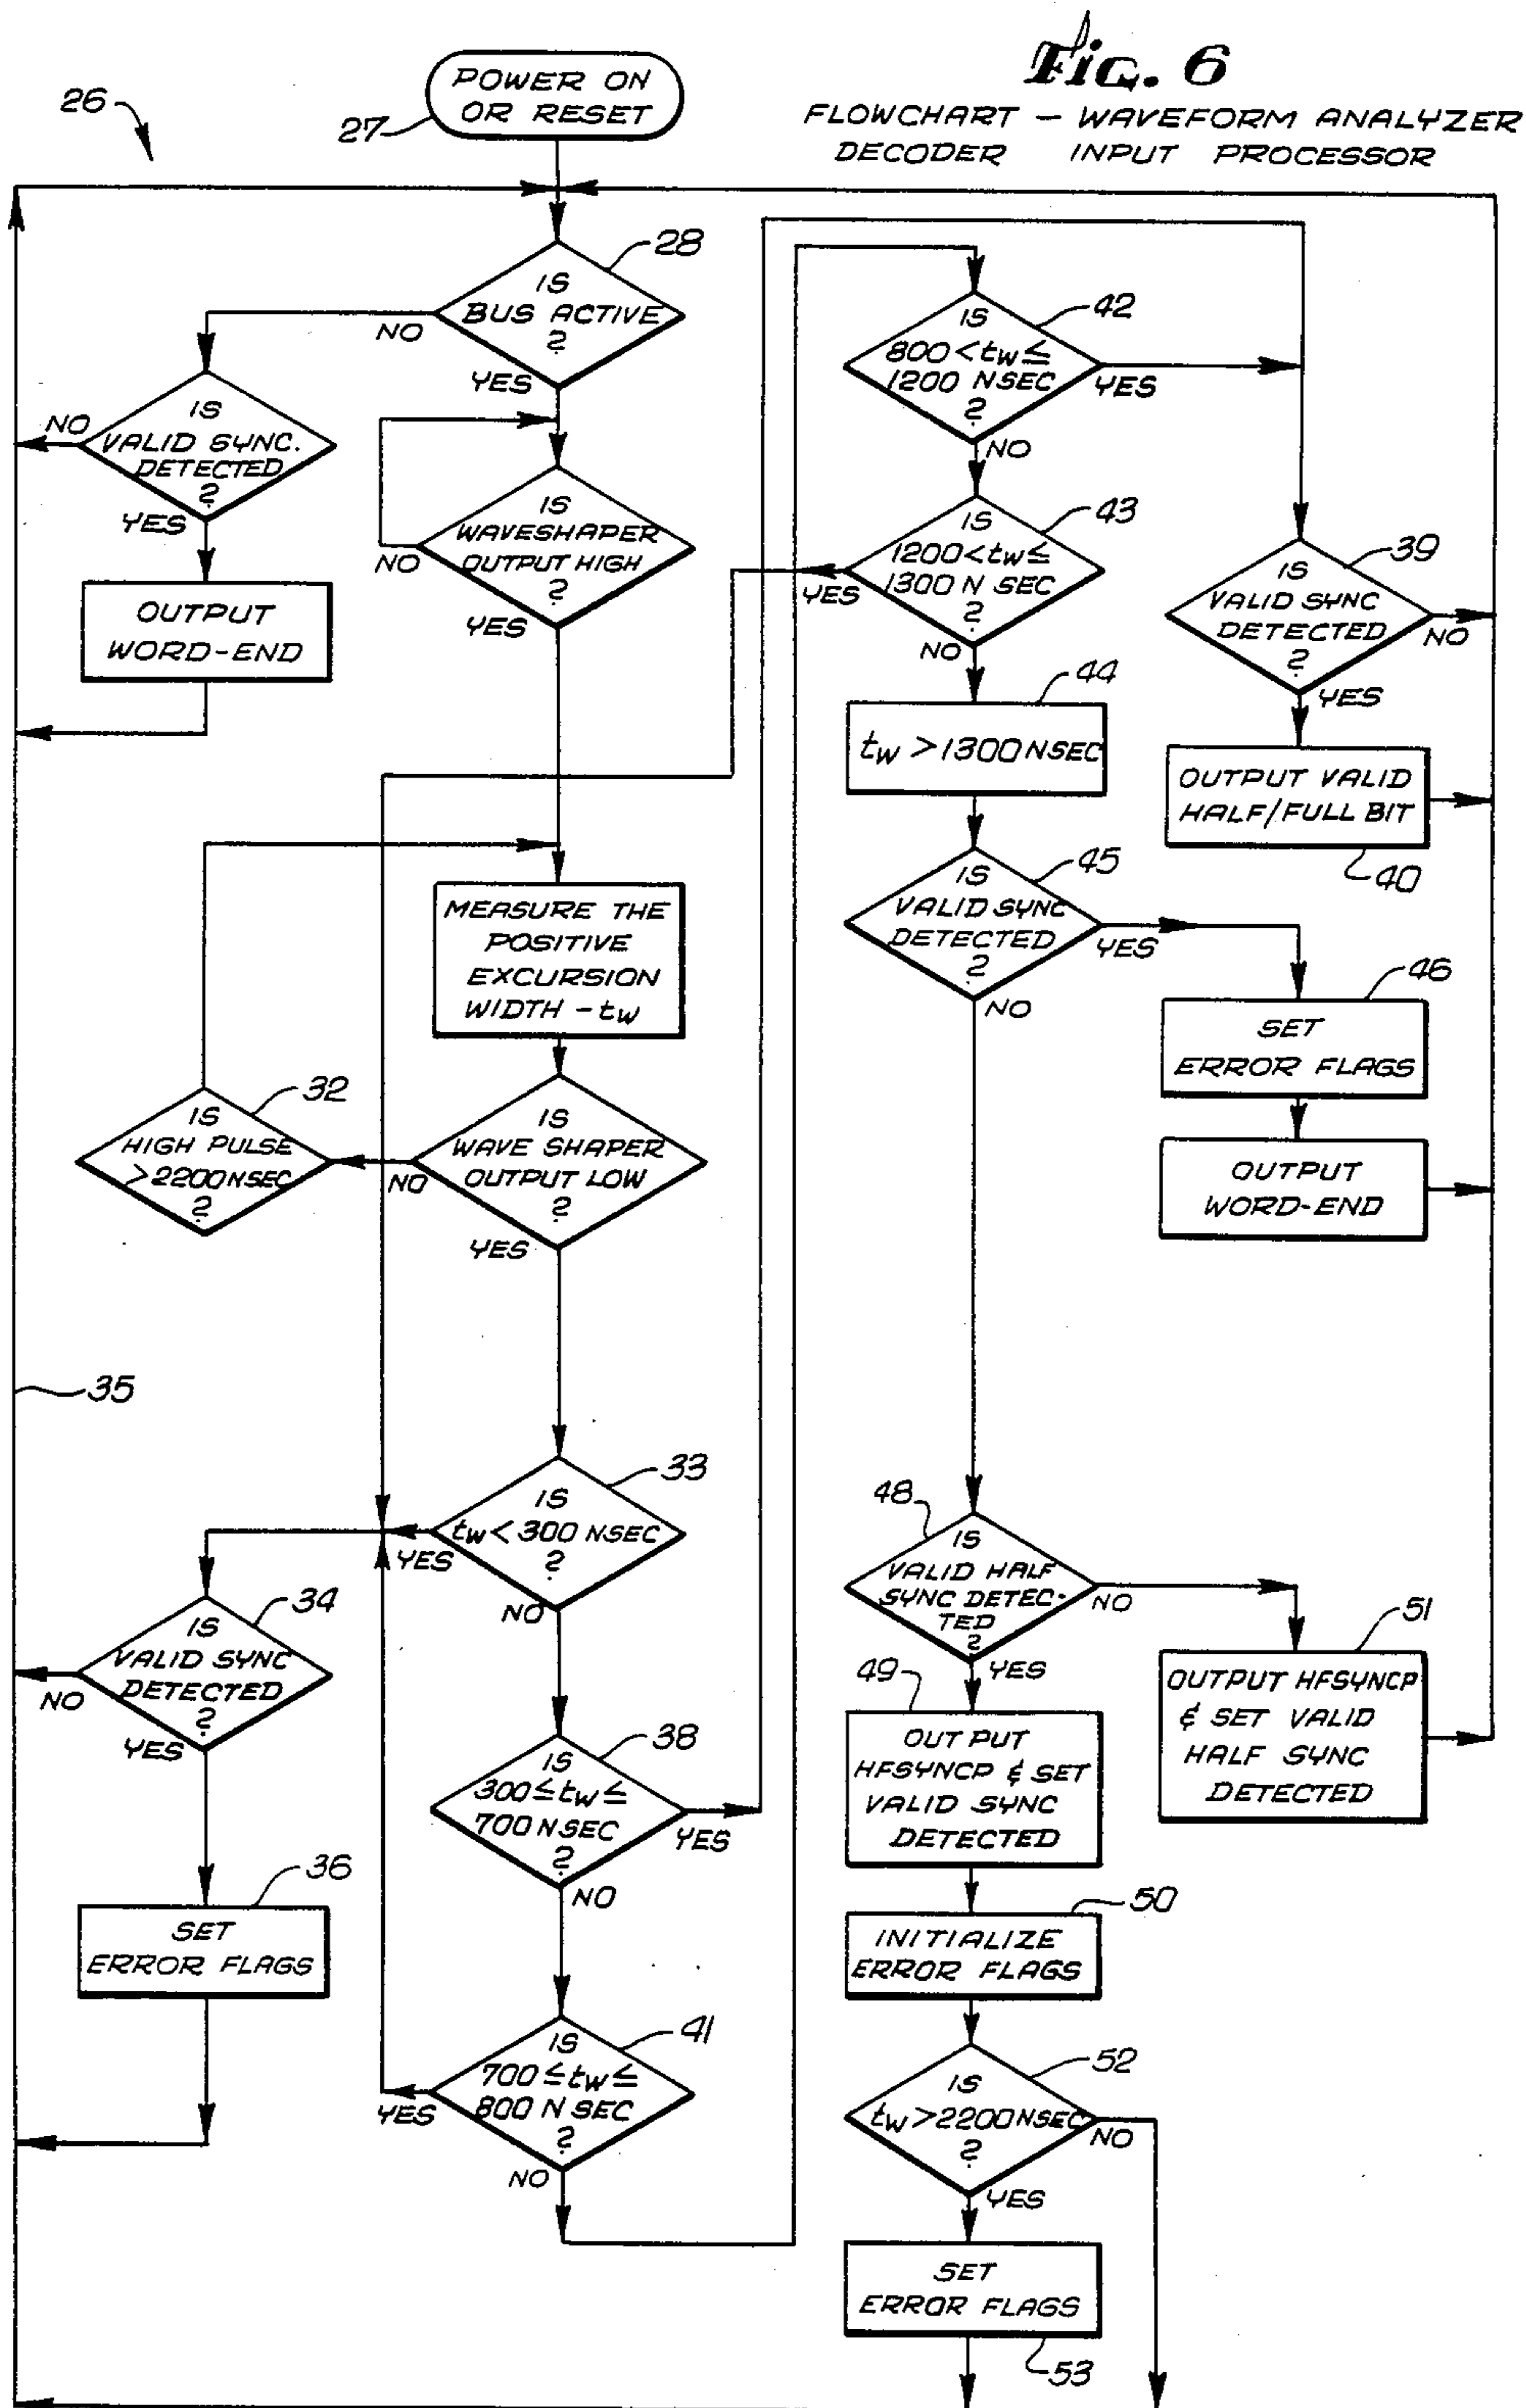 Fig. 6
FLOWCHART – WAVEFORM ANALYZER
DECODER INPUT PROCESSOR
26
POWER ON
OR RESET
27
28
IS
BUS ACTIVE
?
NO
YES
IS
VALID SYNC.
DETECTED
?
NO
YES
OUTPUT
WORD-END
IS
WAVESHAPER
OUTPUT HIGH
?
NO
YES
MEASURE THE
POSITIVE
EXCURSION
WIDTH – tw
IS
WAVE SHAPER
OUTPUT LOW
?
NO
YES
32
IS
HIGH PULSE
>2200 NSEC
?
35
33
IS
tw < 300 NSEC
?
YES
NO
34
IS
VALID SYNC
DETECTED
?
NO
YES
36
SET
ERROR FLAGS
38
IS
300 ≤ tw ≤
700 NSEC
?
YES
NO
41
IS
700 ≤ tw ≤
800 N SEC
?
YES
NO
42
IS
800 < tw ≤
1200 NSEC
?
YES
NO
43
IS
1200 < tw ≤
1300 N SEC
?
YES
NO
44
tw > 1300 NSEC
39
IS
VALID SYNC
DETECTED
?
NO
YES
OUTPUT VALID
HALF/FULL BIT
40
45
IS
VALID SYNC
DETECTED
?
YES
NO
46
SET
ERROR FLAGS
OUTPUT
WORD-END
48
IS
VALID HALF
SYNC DETEC-
TED
?
NO
YES
51
OUTPUT HFSYNCP
& SET VALID
HALF SYNC
DETECTED
49
OUTPUT
HFSYNCP & SET
VALID SYNC
DETECTED
50
INITIALIZE
ERROR FLAGS
52
IS
tw > 2200 NSEC
?
NO
YES
SET
ERROR FLAGS
53